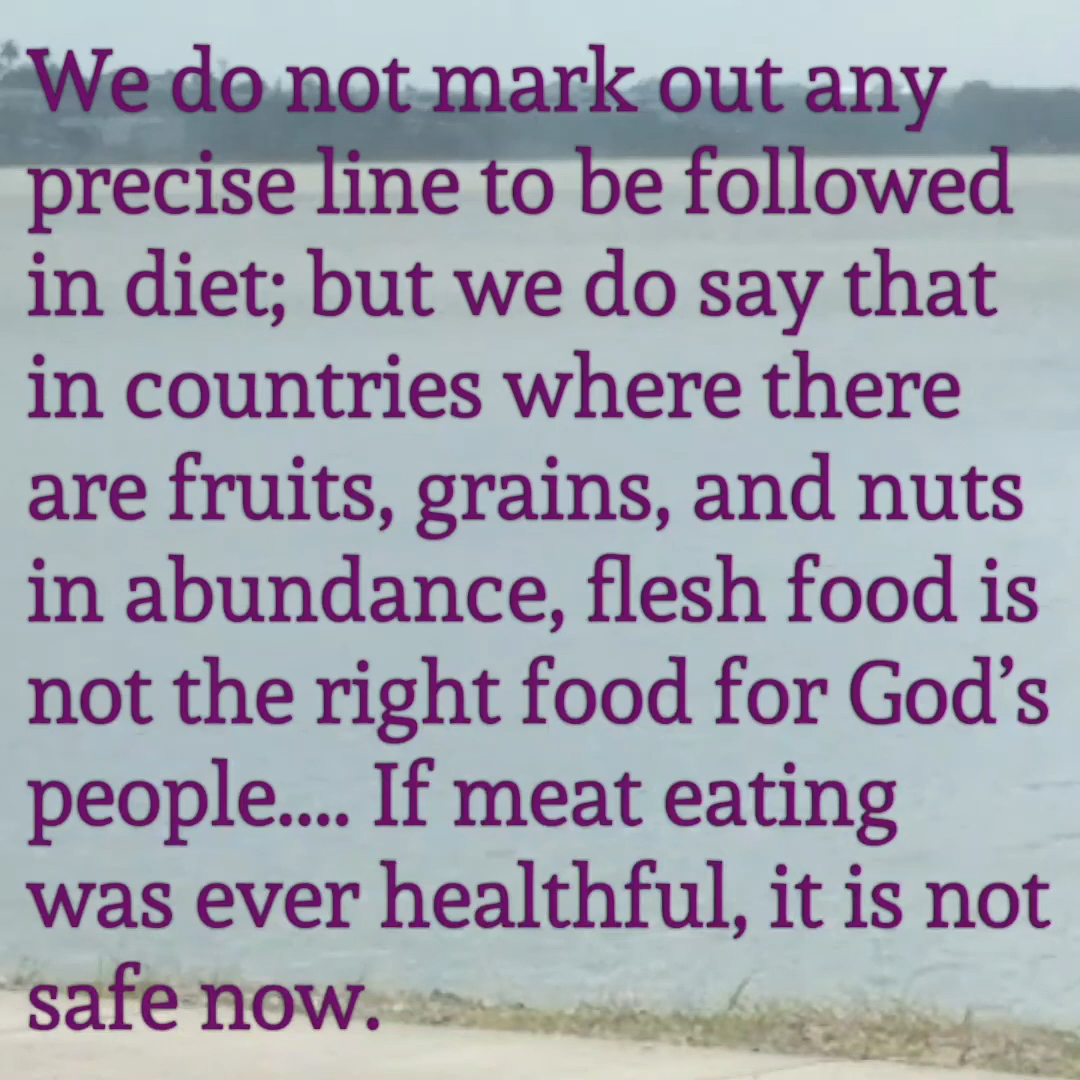 We do not mark out any
precise line to be followed
in diet; but we do say that
in countries where there
are fruits, grains, and nuts
in abundance, flesh food is
not the right food for God’s
people.... If meat eating
was ever healthful, it is not
safe now.